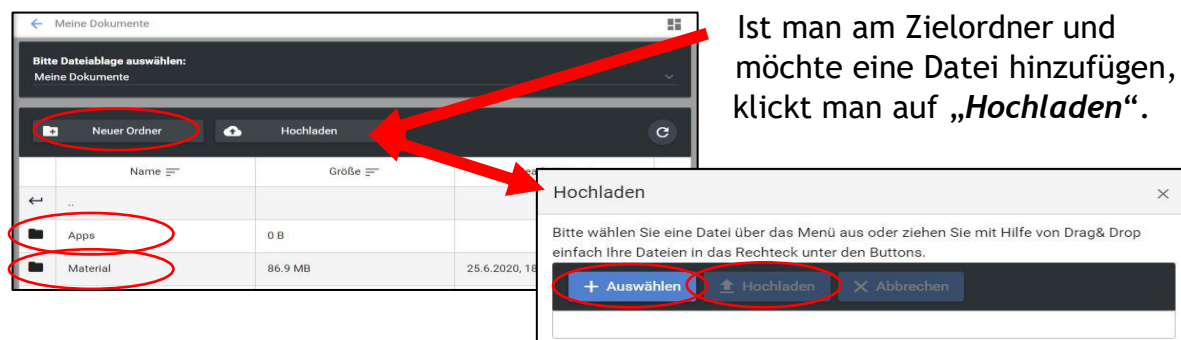 Meine Dokumente
Ist man am Zielordner und
möchte eine Datei hinzufügen,
klickt man auf „Hochladen“.
Bitte Dateiablage auswählen:
Meine Dokumente
Neuer Ordner Hochladen
Name Größe
..
Apps 0 B
Material 86.9 MB 25.6.2020, 18
Hochladen
Bitte wählen Sie eine Datei über das Menü aus oder ziehen Sie mit Hilfe von Drag& Drop
einfach Ihre Dateien in das Rechteck unter den Buttons.
+ Auswählen Hochladen Abbrechen